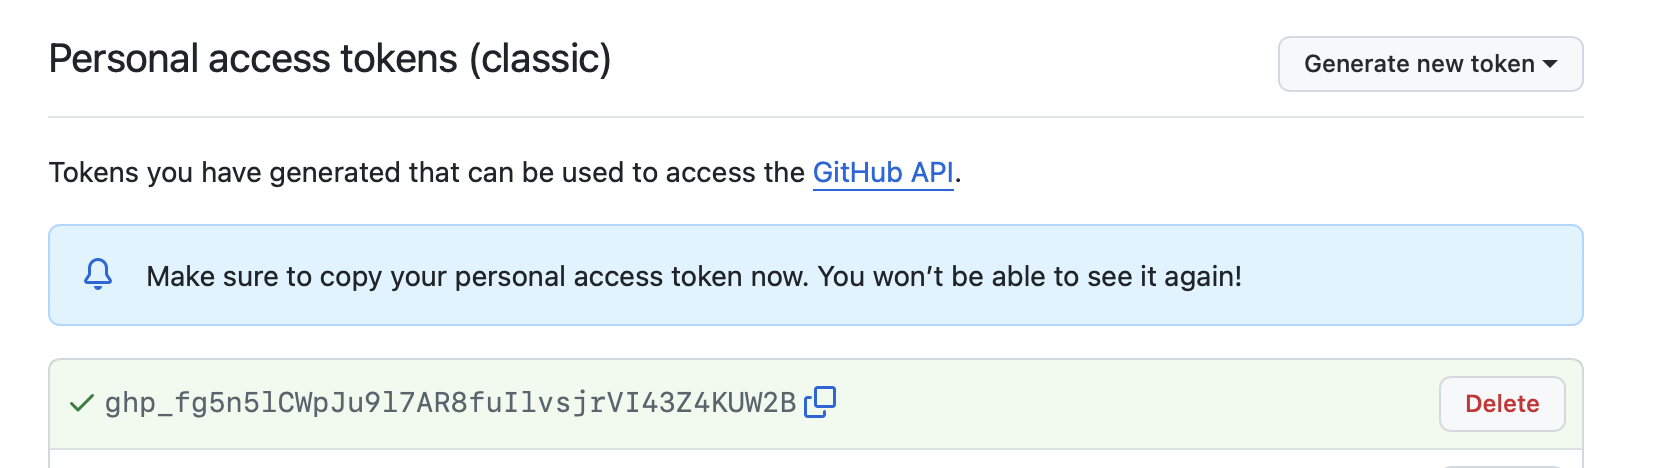 Personal access tokens (classic)
Generate new token
Tokens you have generated that can be used to access the GitHub API.
Make sure to copy your personal access token now. You won’t be able to see it again!
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
Delete